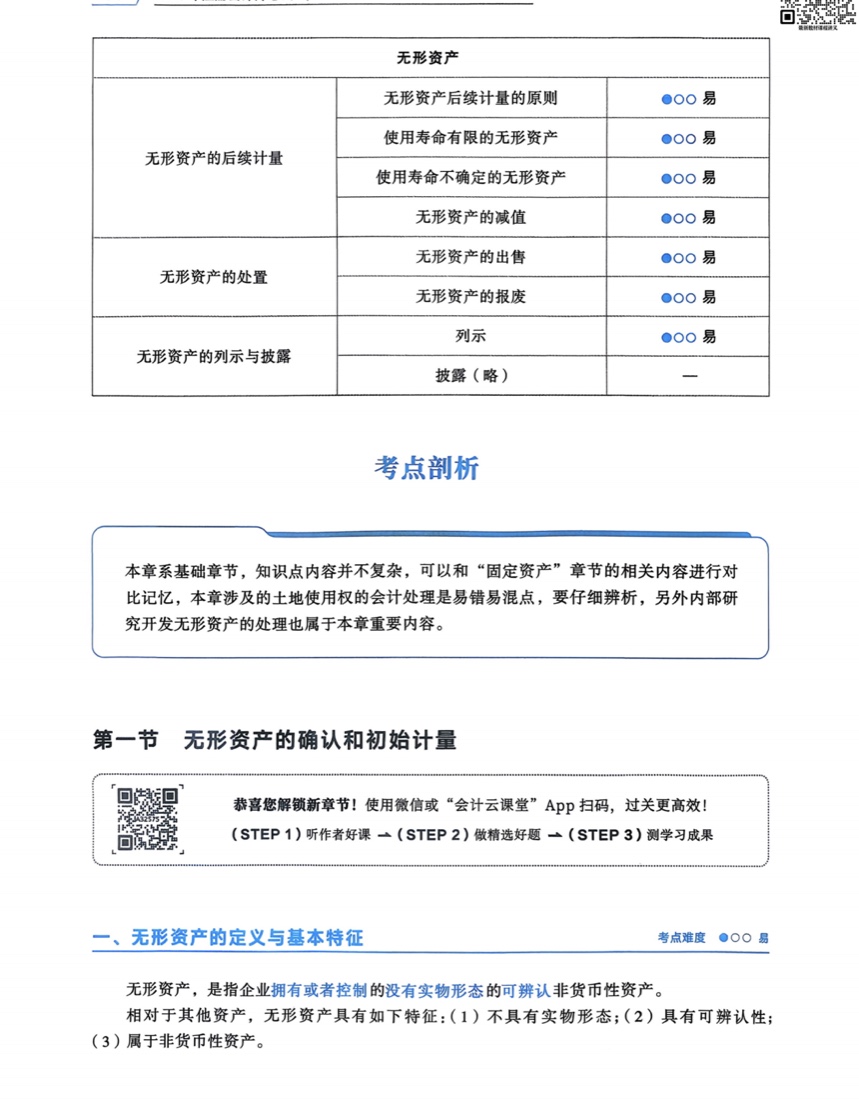 无形资产
无形资产的后续计量
无形资产后续计量的原则
易
使用寿命有限的无形资产
易
使用寿命不确定的无形资产
易
无形资产的减值
易
无形资产的处置
无形资产的出售
易
无形资产的报废
易
无形资产的列示与披露
列示
易
披露（略）
—
考点剖析
本章系基础章节，知识点内容并不复杂，可以和“固定资产”章节的相关内容进行对
比记忆，本章涉及的土地使用权的会计处理是易错易混点，要仔细辨析，另外内部研
究开发无形资产的处理也属于本章重要内容。
第一节 无形资产的确认和初始计量
恭喜您解锁新章节！使用微信或“会计云课堂”App 扫码，过关更高效！
（STEP 1）听作者好课 ⇀（STEP 2）做精选好题 ⇀（STEP 3）测学习成果
一、无形资产的定义与基本特征 考点难度 ●○○ 易
无形资产，是指企业拥有或者控制的没有实物形态的可辨认非货币性资产。
相对于其他资产，无形资产具有如下特征：（1）不具有实物形态；（2）具有可辨认性；
（3）属于非货币性资产。